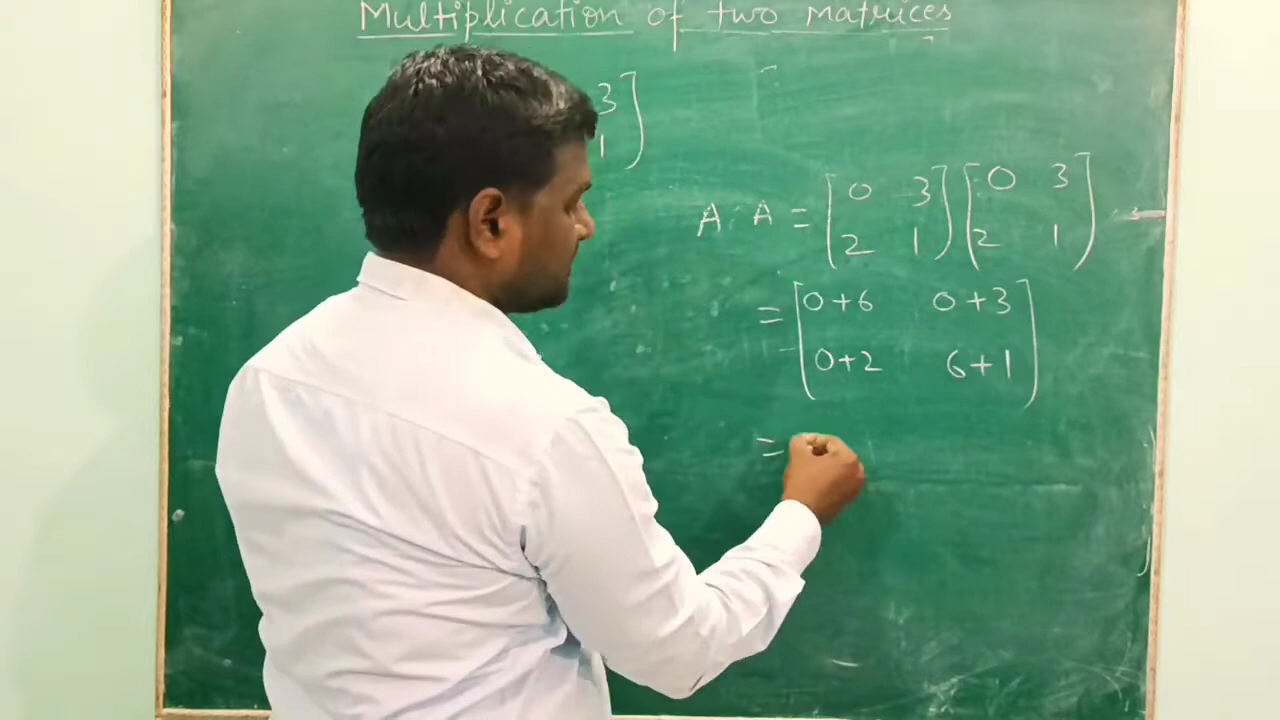 Multiplication of two matrices
3
1
A . A = [0 3] [0 3]
[2 1] [2 1]
= [0+6 0+3]
[0+2 6+1]
=